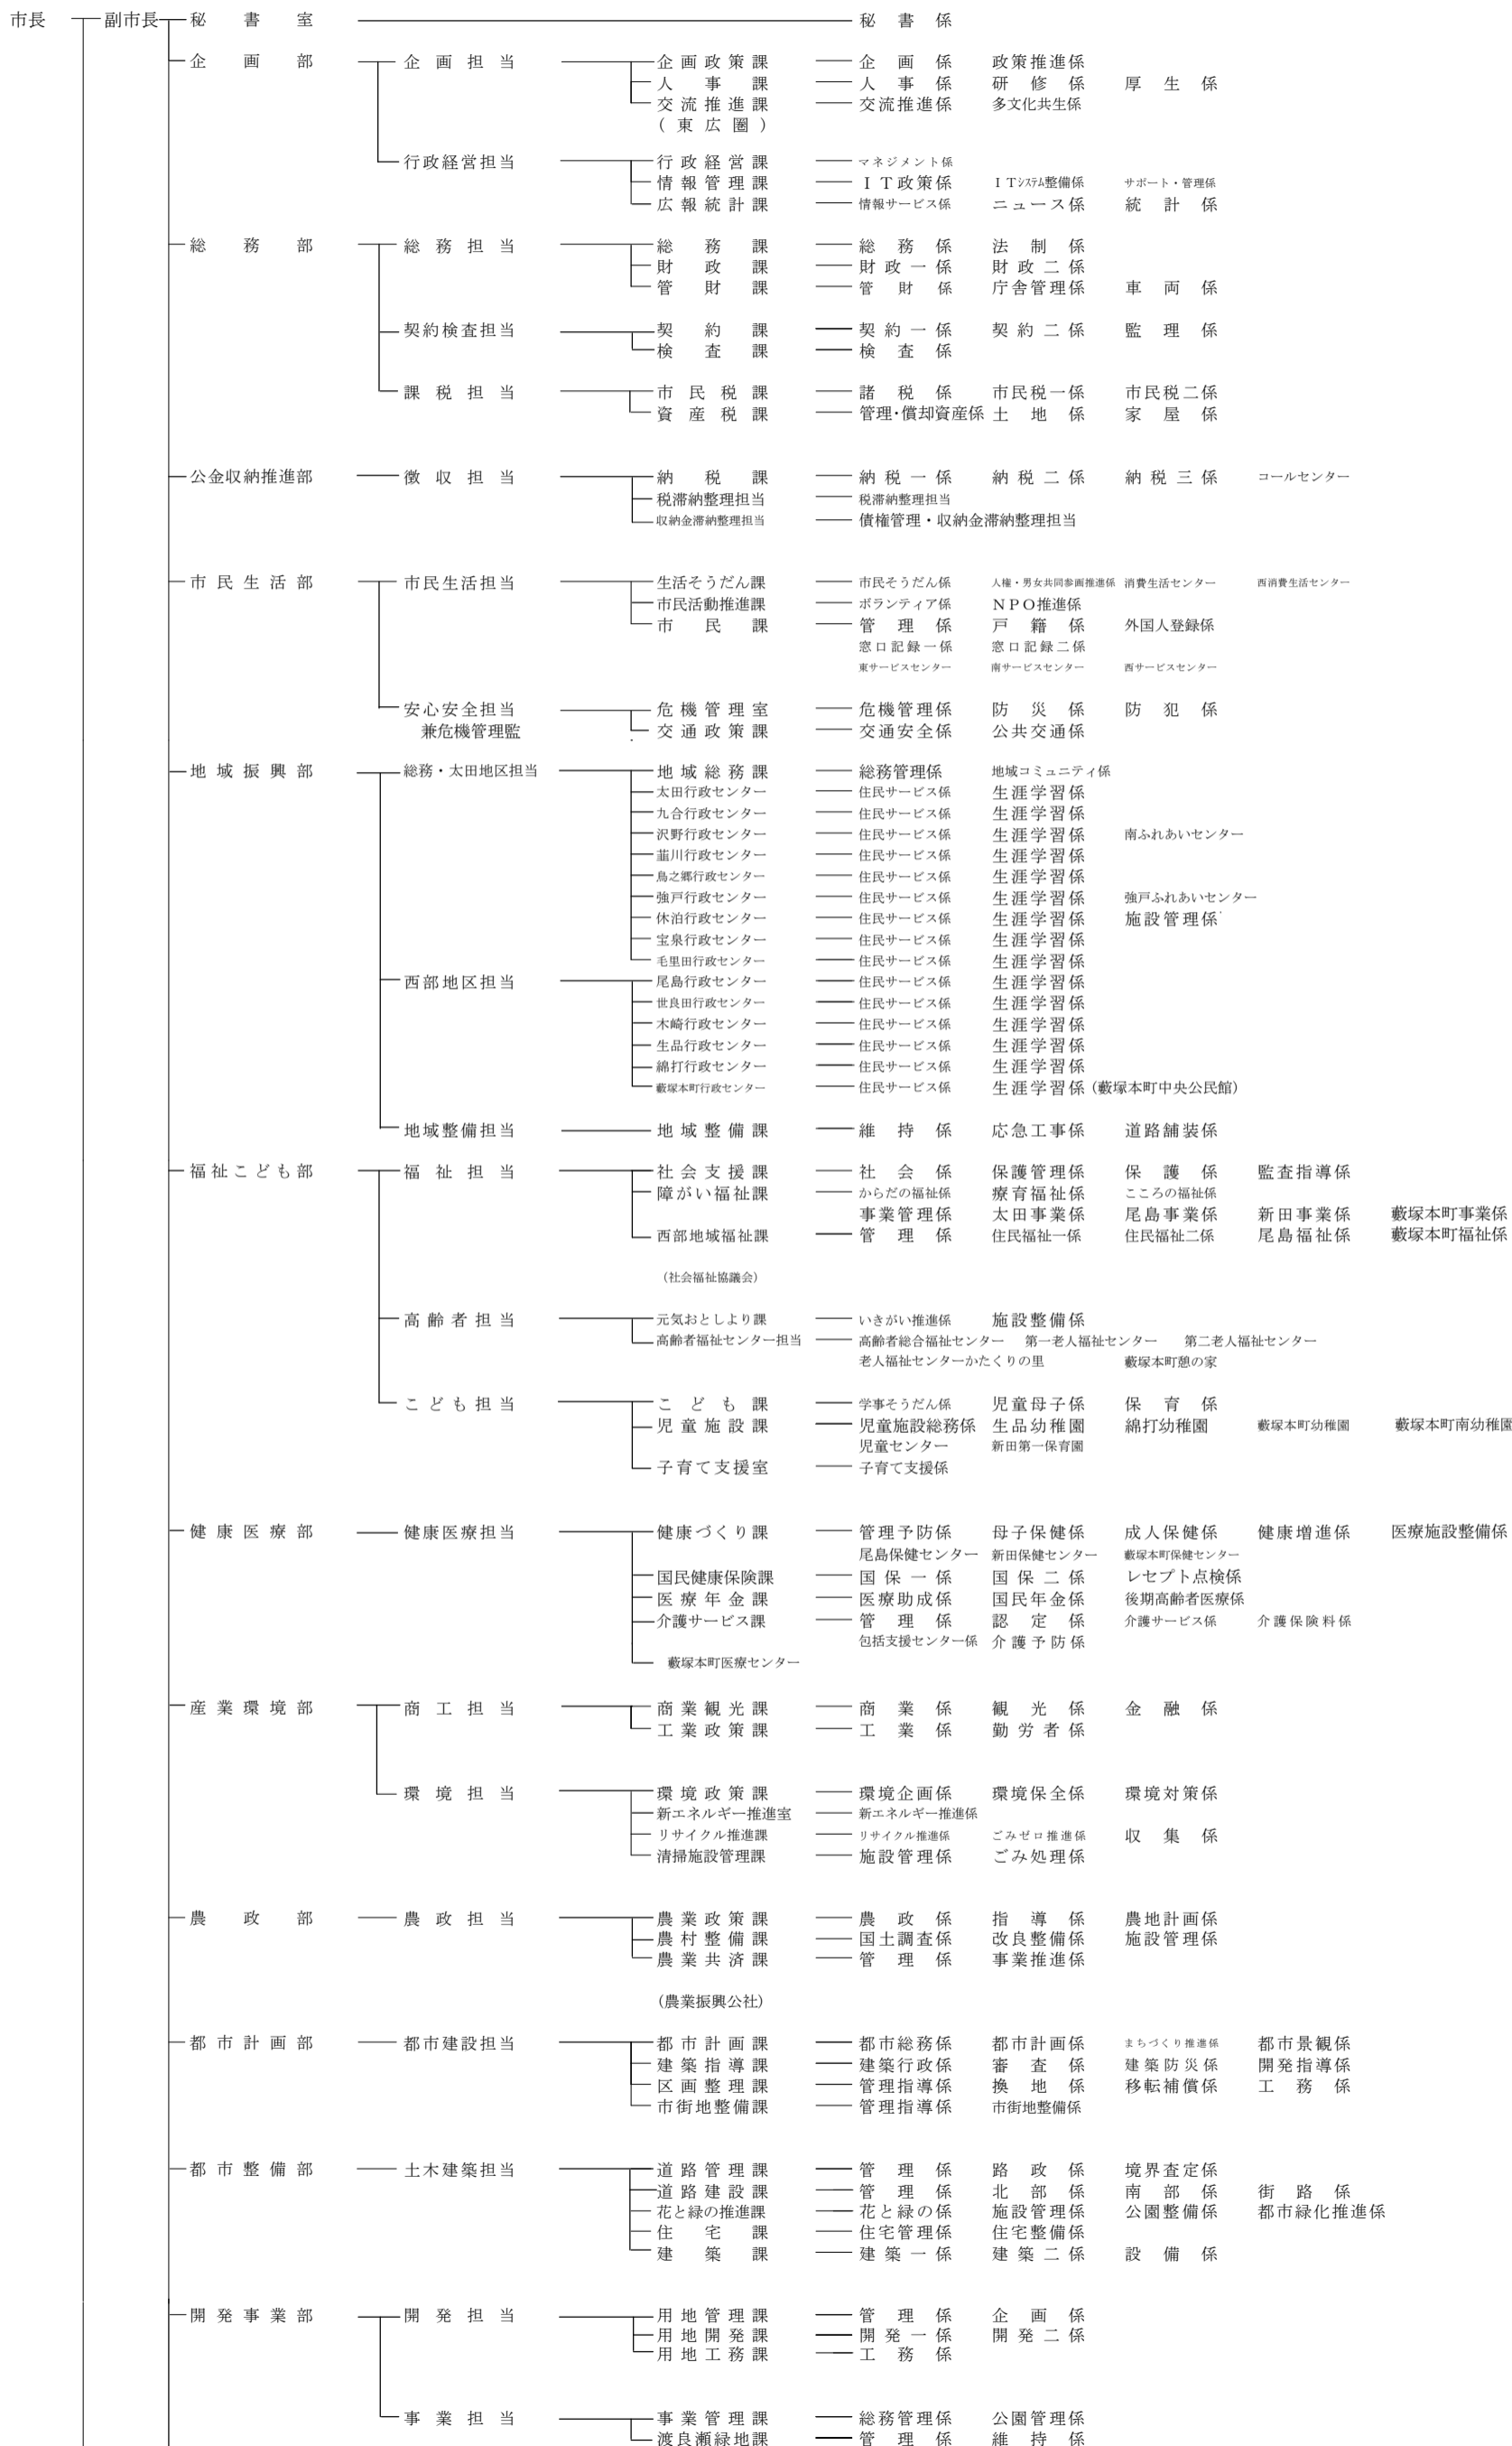 市長 副市長 秘書室 秘書係
企画部 企画担当 企画政策課 企画係 政策推進係
人事課 人事係 研修係 厚生係
交流推進課 交流推進係 多文化共生係
(東広圏)
行政経営担当 行政経営課 マネジメント係
情報管理課 IT政策係 ITシステム整備係 サポート・管理係
広報統計課 情報サービス係 ニュース係 統計係
総務部 総務担当 総務課 総務係 法制係
財政課 財政一係 財政二係
管財課 管財係 庁舎管理係 車両係
契約検査担当 契約課 契約一係 契約二係 監理係
検査課 検査係
課税担当 市民税課 諸税係 市民税一係 市民税二係
資産税課 管理・償却資産係 土地係 家屋係
公金収納推進部 徴収担当 納税課 納税一係 納税二係 納税三係 コールセンター
税滞納整理担当 税滞納整理担当
収納金滞納整理担当 債権管理・収納金滞納整理担当
市民生活部 市民生活担当 生活そうだん課 市民そうだん係 人権・男女共同参画推進係 消費生活センター 西消費生活センター
市民活動推進課 ボランティア係 NPO推進係
市民課 管理係 戸籍係 外国人登録係
窓口記録一係 窓口記録二係
東サービスセンター 南サービスセンター 西サービスセンター
安心安全担当 危機管理室 危機管理係 防災係 防犯係
兼危機管理監 交通政策課 交通安全係 公共交通係
地域振興部 総務・太田地区担当 地域総務課 総務管理係 地域コミュニティ係
太田行政センター 住民サービス係 生涯学習係
九合行政センター 住民サービス係 生涯学習係
沢野行政センター 住民サービス係 生涯学習係 南ふれあいセンター
韮川行政センター 住民サービス係 生涯学習係
鳥之郷行政センター 住民サービス係 生涯学習係
強戸行政センター 住民サービス係 生涯学習係 強戸ふれあいセンター
休泊行政センター 住民サービス係 生涯学習係 施設管理係
宝泉行政センター 住民サービス係 生涯学習係
毛里田行政センター 住民サービス係 生涯学習係
西部地区担当 尾島行政センター 住民サービス係 生涯学習係
世良田行政センター 住民サービス係 生涯学習係
木崎行政センター 住民サービス係 生涯学習係
生品行政センター 住民サービス係 生涯学習係
綿打行政センター 住民サービス係 生涯学習係
藪塚本町行政センター 住民サービス係 生涯学習係(藪塚本町中央公民館)
地域整備担当 地域整備課 維持係 応急工事係 道路舗装係
福祉こども部 福祉担当 社会支援課 社会係 保護管理係 保護係 監査指導係
障がい福祉課 からだの福祉係 療育福祉係 こころの福祉係
事業管理係 太田事業係 尾島事業係 新田事業係 藪塚本町事業係
西部地域福祉課 管理係 住民福祉一係 住民福祉二係 尾島福祉係 藪塚本町福祉係
(社会福祉協議会)
高齢者担当 元気おとしより課 いきがい推進係 施設整備係
高齢者福祉センター担当 高齢者総合福祉センター 第一老人福祉センター 第二老人福祉センター
老人福祉センターかたくりの里 藪塚本町憩の家
こども担当 こども課 学事そうだん係 児童母子係 保育係
児童施設課 児童施設総務係 生品幼稚園 綿打幼稚園 藪塚本町幼稚園 藪塚本町南幼稚園
児童センター 新田第一保育園
子育て支援室 子育て支援係
健康医療部 健康医療担当 健康づくり課 管理予防係 母子保健係 成人保健係 健康増進係 医療施設整備係
尾島保健センター 新田保健センター 藪塚本町保健センター
国民健康保険課 国保一係 国保二係 レセプト点検係
医療年金課 医療助成係 国民年金係 後期高齢者医療係
介護サービス課 管理係 認定係 介護サービス係 介護保険料係
包括支援センター係 介護予防係
藪塚本町医療センター
産業環境部 商工担当 商業観光課 商業係 観光係 金融係
工業政策課 工業係 勤労者係
環境担当 環境政策課 環境企画係 環境保全係 環境対策係
新エネルギー推進室 新エネルギー推進係
リサイクル推進課 リサイクル推進係 ごみゼロ推進係 収集係
清掃施設管理課 施設管理係 ごみ処理係
農政部 農政担当 農業政策課 農政係 指導係 農地計画係
農村整備課 国土調査係 改良整備係 施設管理係
農業共済課 管理係 事業推進係
(農業振興公社)
都市計画部 都市建設担当 都市計画課 都市総務係 都市計画係 まちづくり推進係 都市景観係
建築指導課 建築行政係 審査係 建築防災係 開発指導係
区画整理課 管理指導係 換地係 移転補償係 工務係
市街地整備課 管理指導係 市街地整備係
都市整備部 土木建築担当 道路管理課 管理係 路政係 境界査定係
道路建設課 管理係 北部係 南部係 街路係
花と緑の推進課 花と緑の係 施設管理係 公園整備係 都市緑化推進係
住宅課 住宅管理係 住宅整備係
建築課 建築一係 建築二係 設備係
開発事業部 開発担当 用地管理課 管理係 企画係
用地開発課 開発一係 開発二係
用地工務課 工務係
事業担当 事業管理課 総務管理係 公園管理係
渡良瀬緑地課 管理係 維持係